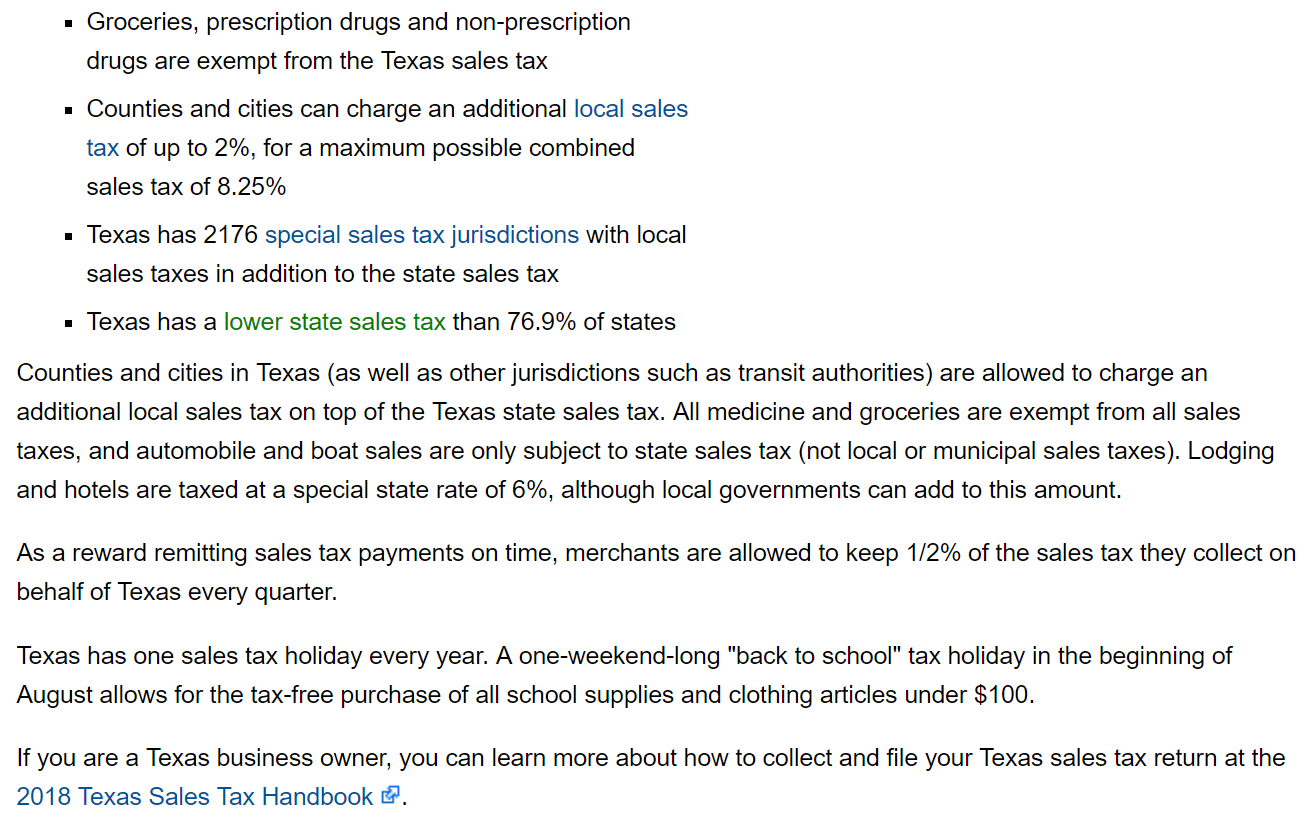 Groceries, prescription drugs and non-prescription
drugs are exempt from the Texas sales tax
Counties and cities can charge an additional local sales
tax of up to 2%, for a maximum possible combined
sales tax of 8.25%
Texas has 2176 special sales tax jurisdictions with local
sales taxes in addition to the state sales tax
Texas has a lower state sales tax than 76.9% of states
Counties and cities in Texas (as well as other jurisdictions such as transit authorities) are allowed to charge an
additional local sales tax on top of the Texas state sales tax. All medicine and groceries are exempt from all sales
taxes, and automobile and boat sales are only subject to state sales tax (not local or municipal sales taxes). Lodging
and hotels are taxed at a special state rate of 6%, although local governments can add to this amount.
As a reward remitting sales tax payments on time, merchants are allowed to keep 1/2% of the sales tax they collect on
behalf of Texas every quarter.
Texas has one sales tax holiday every year. A one-weekend-long "back to school" tax holiday in the beginning of
August allows for the tax-free purchase of all school supplies and clothing articles under $100.
If you are a Texas business owner, you can learn more about how to collect and file your Texas sales tax return at the
2018 Texas Sales Tax Handbook.